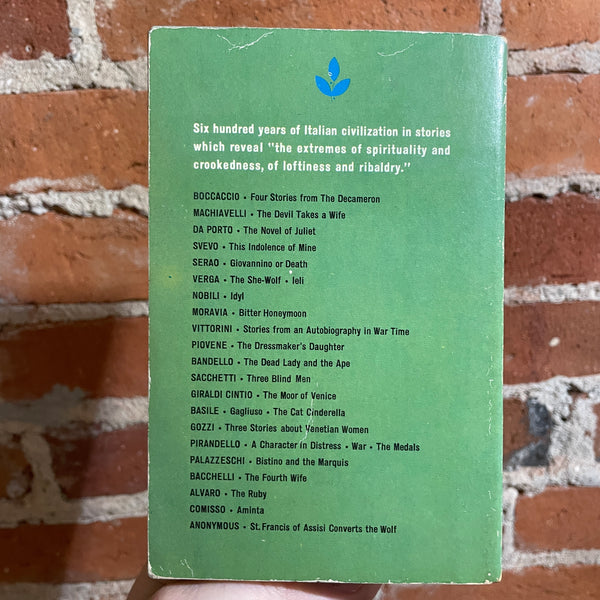 Six hundred years of Italian civilization in stories
which reveal "the extremes of spirituality and
crookedness, of loftiness and ribaldry."
BOCCACCIO • Four Stories from The Decameron
MACHIAVELLI • The Devil Takes a Wife
DA PORTO • The Novel of Juliet
SVEVO • This Indolence of Mine
SERAO • Giovannino or Death
VERGA • The She-Wolf • Ieli
NOBILI • Idyl
MORAVIA • Bitter Honeymoon
VITTORINI • Stories from an Autobiography in War Time
PIOVENE • The Dressmaker's Daughter
BANDELLO • The Dead Lady and the Ape
SACCHETTI • Three Blind Men
GIRALDI CINTIO • The Moor of Venice
BASILE • Gagliuso • The Cat Cinderella
GOZZI • Three Stories about Venetian Women
PIRANDELLO • A Character in Distress • War • The Medals
PALAZZESCHI • Bistino and the Marquis
BACCHELLI • The Fourth Wife
ALVARO • The Ruby
COMISSO • Aminta
ANONYMOUS • St. Francis of Assisi Converts the Wolf